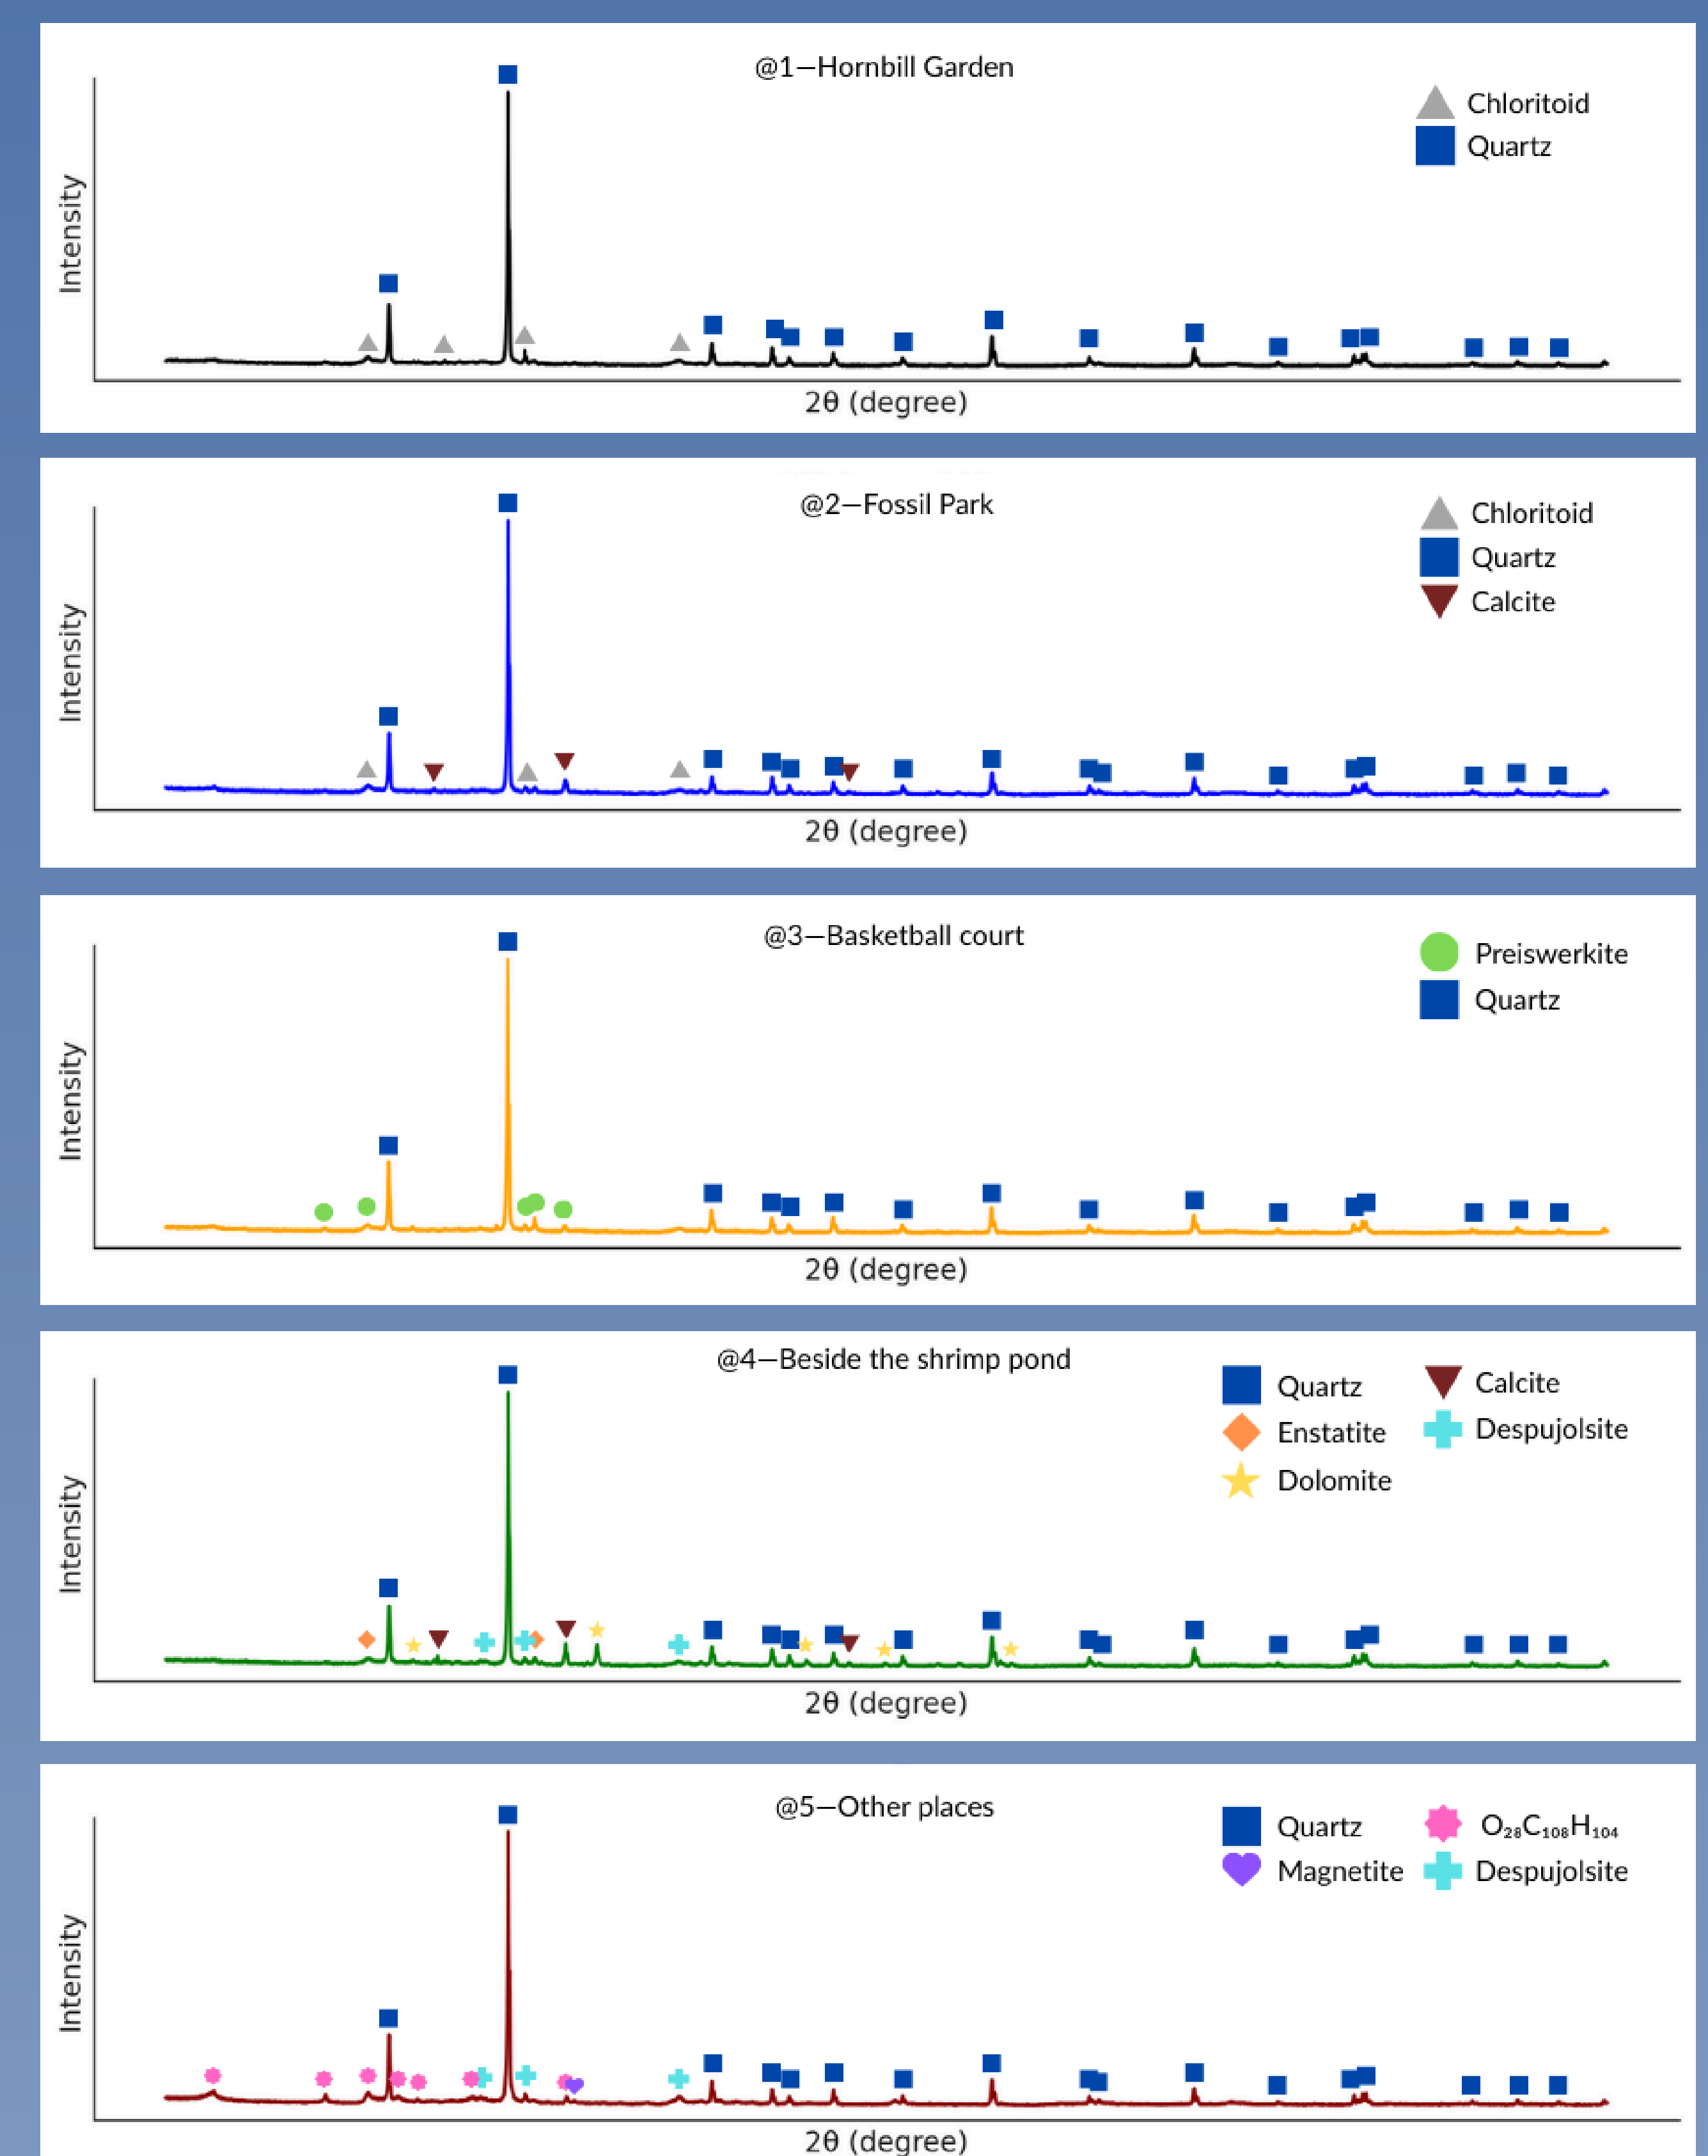 @1—Hornbill Garden
Chloritoid
Quartz
Intensity
2θ (degree)
@2—Fossil Park
Chloritoid
Quartz
Calcite
Intensity
2θ (degree)
@3—Basketball court
Preiswerkite
Quartz
Intensity
2θ (degree)
@4—Beside the shrimp pond
Quartz
Calcite
Enstatite
Despujolsite
Dolomite
Intensity
2θ (degree)
@5—Other places
Quartz
O₂₈C₁₀₈H₁₀₄
Magnetite
Despujolsite
Intensity
2θ (degree)